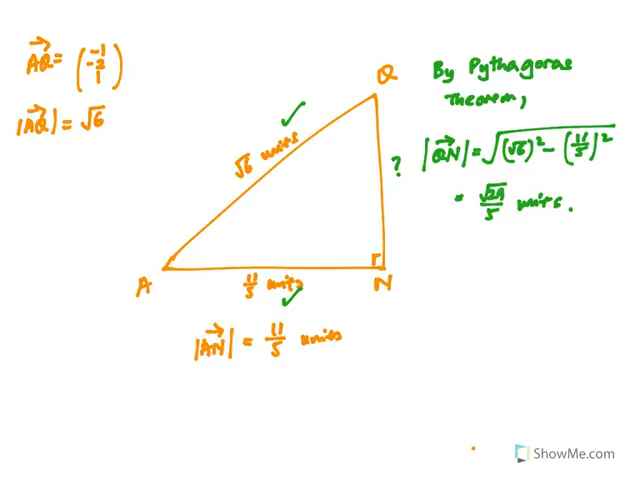 AQ = (-1 -2 1)
|AQ| = √6
Q
√6 units
?
A
11/5 units
N
|AN| = 11/5 units
By Pythagoras
Theorem,
|QN| = √(√6)² - (11/5)²
= √29/5 units.
ShowMe.com